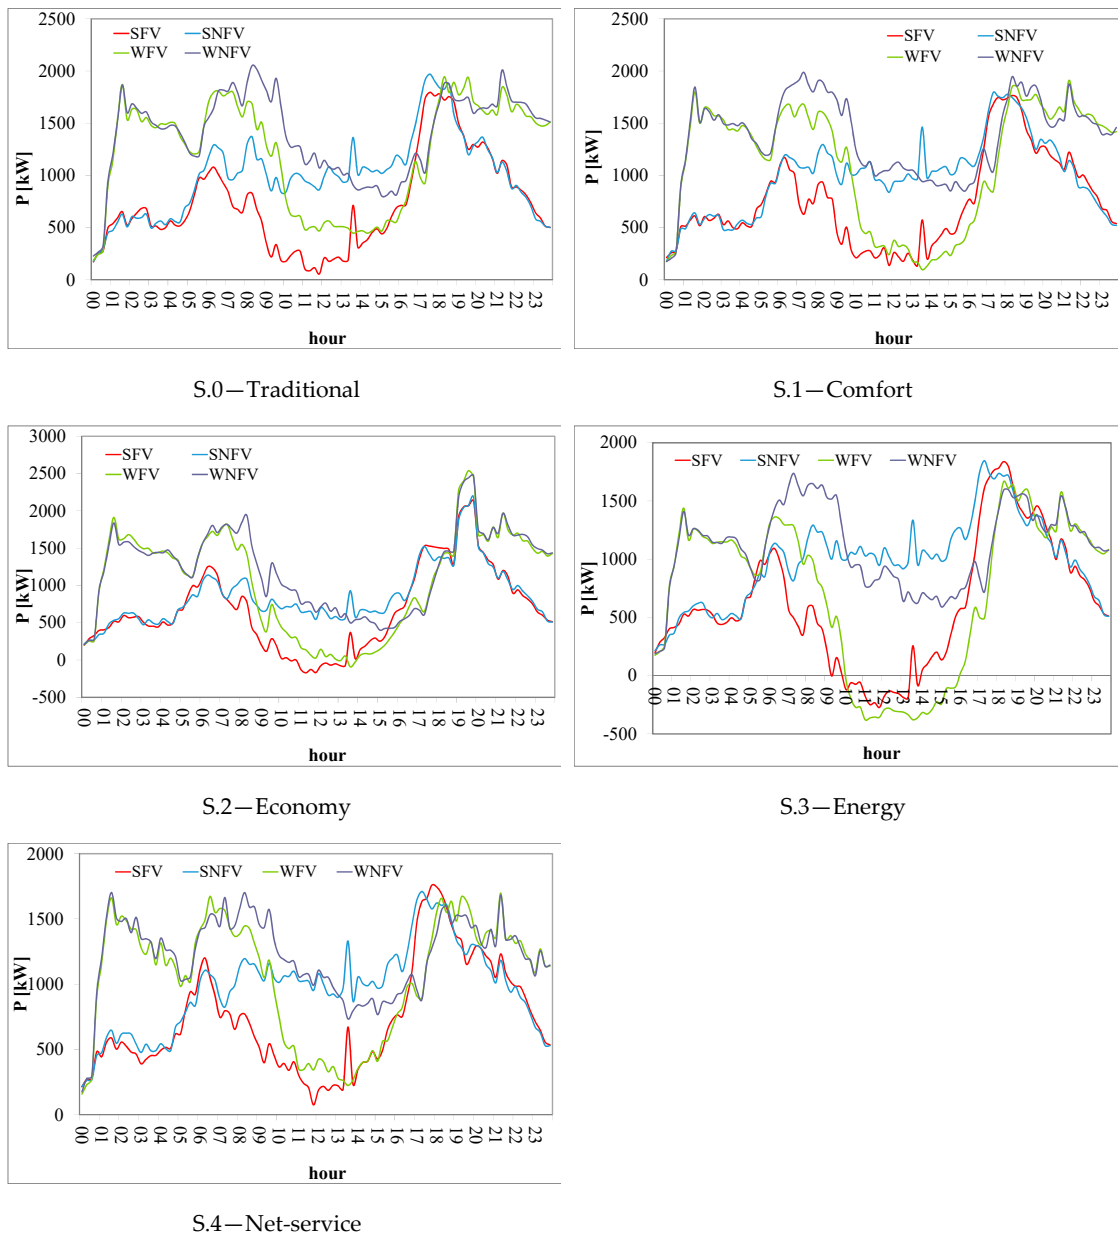 2500
2000
1500
1000
500
0
P [kW]
SFV SNFV
WFV WNFV
00 01 02 03 04 05 06 07 08 09 10 11 12 13 14 15 16 17 18 19 20 21 22 23
hour
S.0—Traditional
2500
2000
1500
1000
500
0
P [kW]
SFV SNFV
WFV WNFV
00 01 02 03 04 05 06 07 08 09 10 11 12 13 14 15 16 17 18 19 20 21 22 23
hour
S.1—Comfort
3000
2500
2000
1500
1000
500
0
-500
P [kW]
SFV SNFV
WFV WNFV
00 01 02 03 04 05 06 07 08 09 10 11 12 13 14 15 16 17 18 19 20 21 22 23
hour
S.2—Economy
2000
1500
1000
500
0
-500
P [kW]
SFV SNFV WFV WNFV
00 01 02 03 04 05 06 07 08 09 10 11 12 13 14 15 16 17 18 19 20 21 22 23
hour
S.3—Energy
2000
1500
1000
500
0
P [kW]
SFV SNFV WFV WNFV
00 01 02 03 04 05 06 07 08 09 10 11 12 13 14 15 16 17 18 19 20 21 22 23
hour
S.4—Net-service